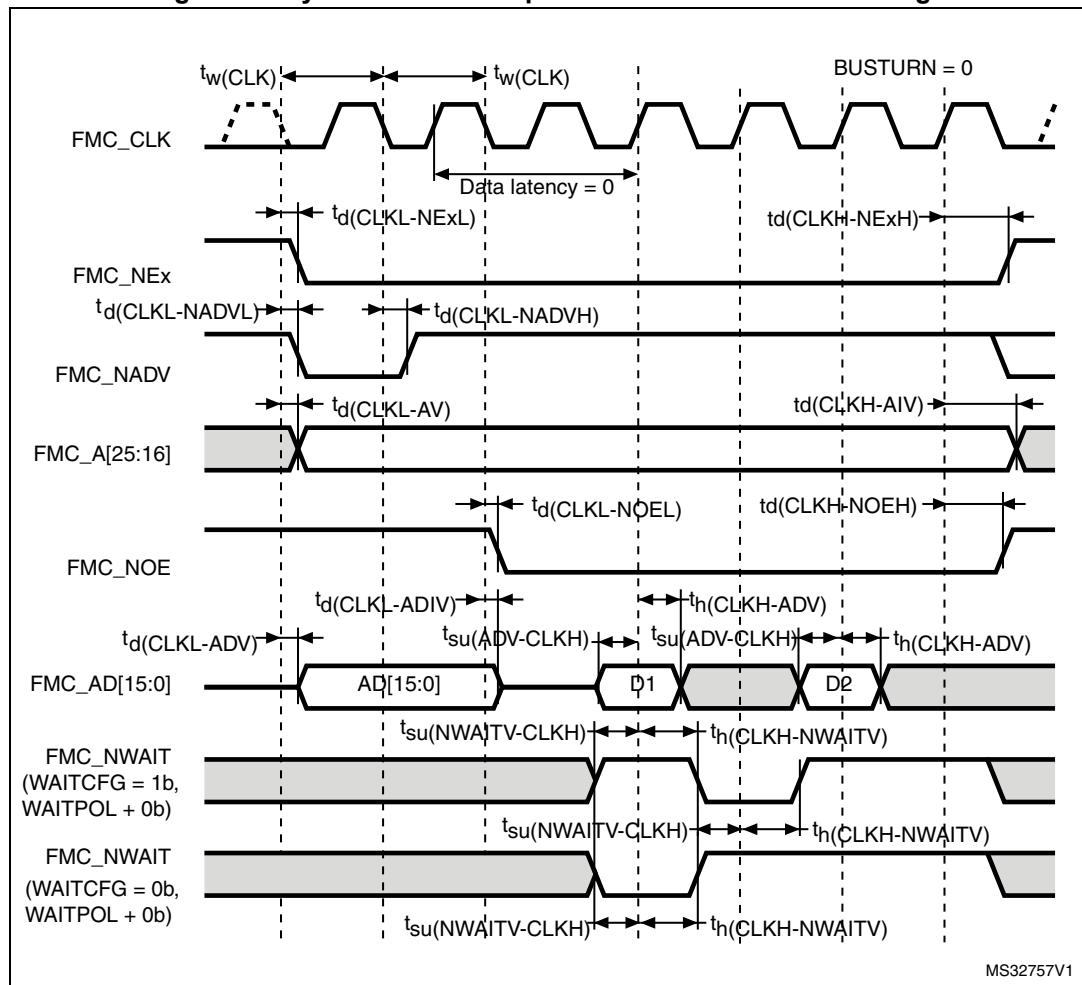 tw(CLK) tw(CLK) BUSTURN = 0
FMC_CLK
Data latency = 0
td(CLKL-NExL) td(CLKH-NExH)
FMC_NEx
td(CLKL-NADVL) td(CLKL-NADVH)
FMC_NADV
td(CLKL-AV) td(CLKH-AIV)
FMC_A[25:16]
td(CLKL-NOEL) td(CLKH-NOEH)
FMC_NOE
td(CLKL-ADIV) th(CLKH-ADV)
td(CLKL-ADV) tsu(ADV-CLKH) tsu(ADV-CLKH) th(CLKH-ADV)
FMC_AD[15:0] AD[15:0] D1 D2
tsu(NWAITV-CLKH) th(CLKH-NWAITV)
FMC_NWAIT
(WAITCFG = 1b,
WAITPOL + 0b)
tsu(NWAITV-CLKH) th(CLKH-NWAITV)
FMC_NWAIT
(WAITCFG = 0b,
WAITPOL + 0b)
tsu(NWAITV-CLKH) th(CLKH-NWAITV)
MS32757V1